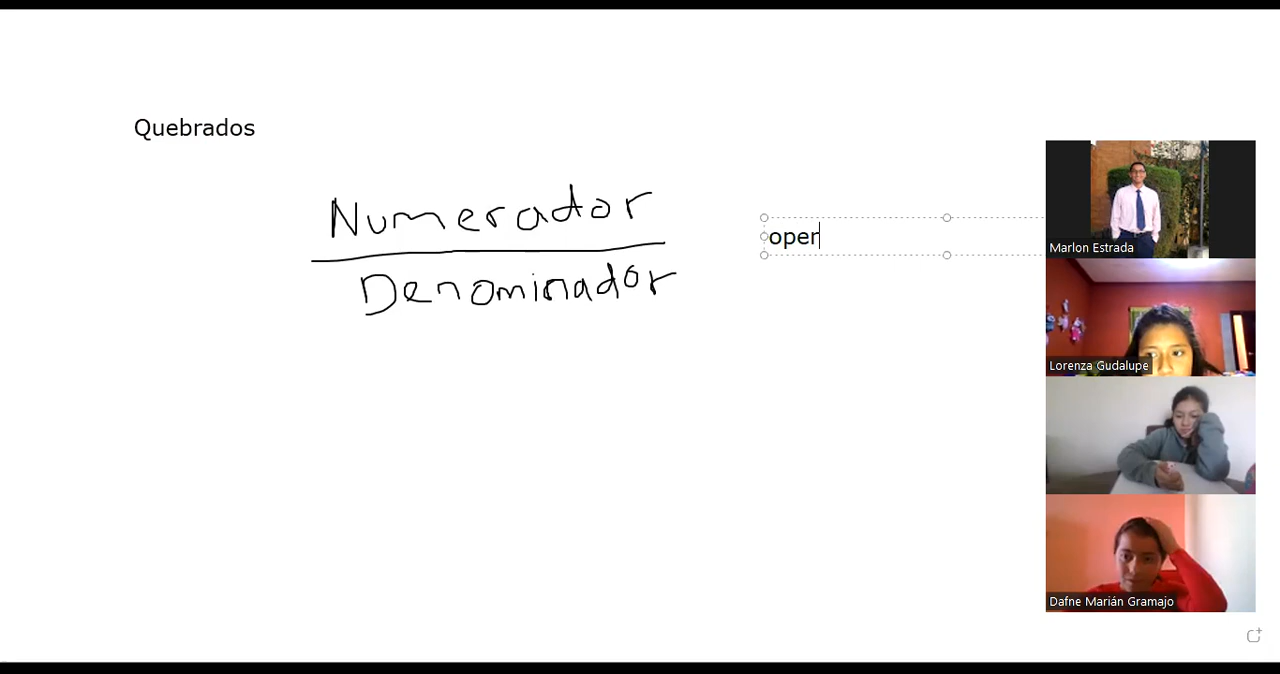 Quebrados
Numerador
Denominador
oper
Marlon Estrada
Lorenza Gudalupe
Dafne Marián Gramajo